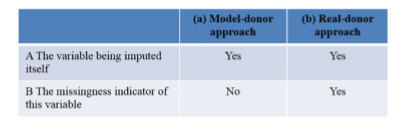 (a) Model-donor approach
(b) Real-donor approach
A The variable being imputed itself
Yes
Yes
B The missingness indicator of this variable
No
Yes